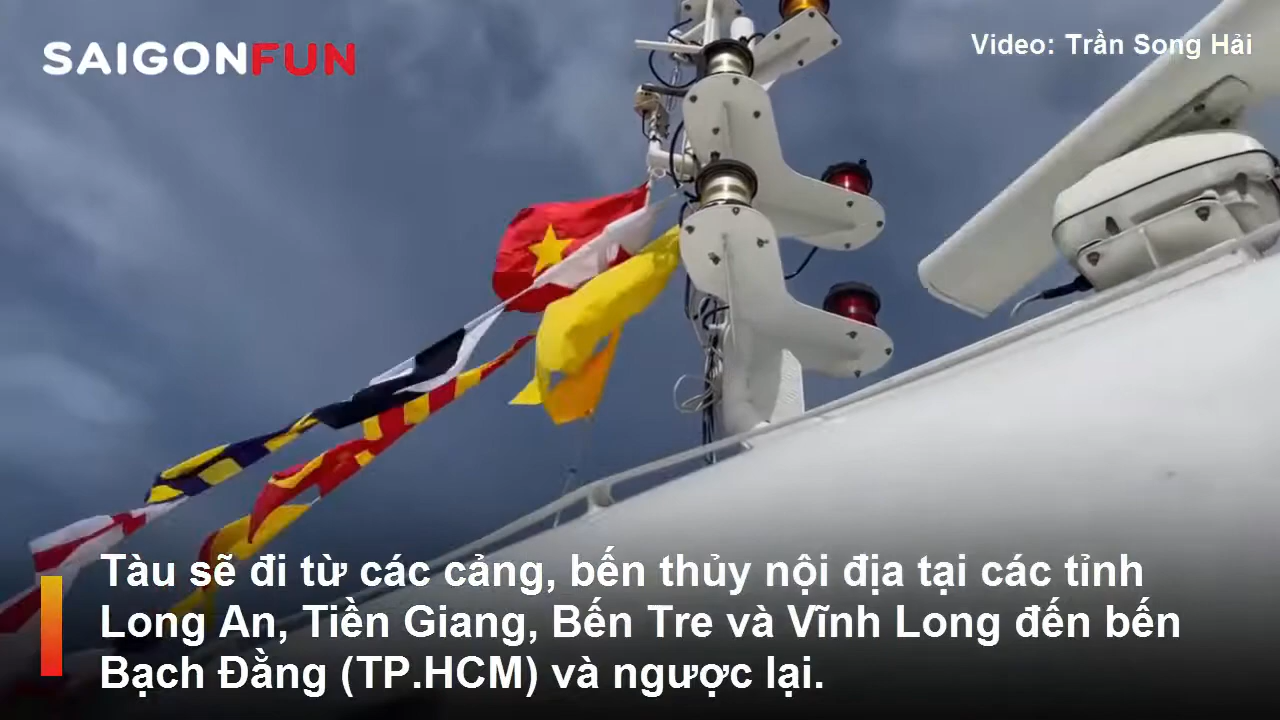 SAIGONFUN
Video: Trần Song Hải
Tàu sẽ đi từ các cảng, bến thủy nội địa tại các tỉnh
Long An, Tiền Giang, Bến Tre và Vĩnh Long đến bến
Bạch Đằng (TP.HCM) và ngược lại.